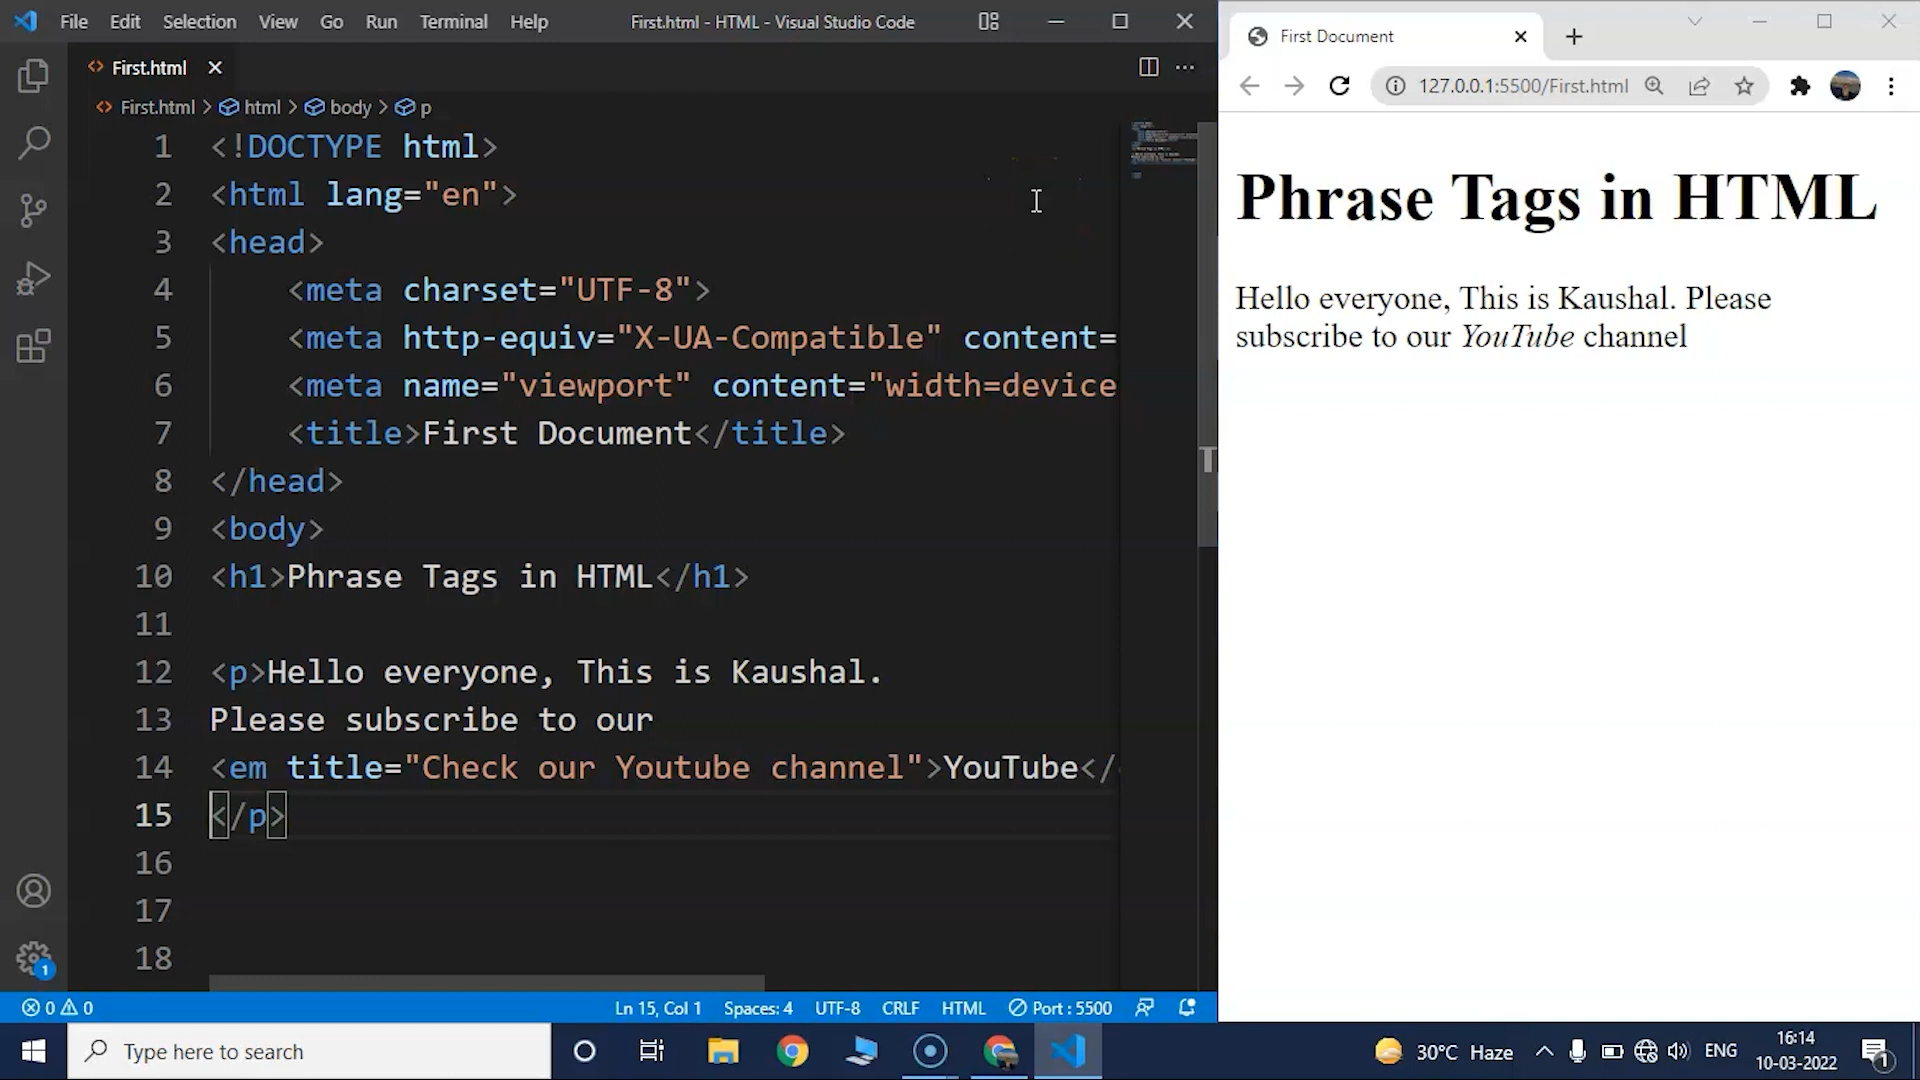 File Edit Selection View Go Run Terminal Help First.html - HTML - Visual Studio Code
First.html
First.html > html > body > p
1 <!DOCTYPE html>
2 <html lang="en">
3 <head>
4 <meta charset="UTF-8">
5 <meta http-equiv="X-UA-Compatible" content=
6 <meta name="viewport" content="width=device
7 <title>First Document</title>
8 </head>
9 <body>
10 <h1>Phrase Tags in HTML</h1>
11
12 <p>Hello everyone, This is Kaushal.
13 Please subscribe to our
14 <em title="Check our Youtube channel">YouTube</
15 </p>
16
17
18
0 0 Ln 15, Col 1 Spaces: 4 UTF-8 CRLF HTML Port : 5500
1
T
First Document
127.0.0.1:5500/First.html
Phrase Tags in HTML
Hello everyone, This is Kaushal. Please
subscribe to our YouTube channel
Type here to search
30°C Haze ENG 16:14
10-03-2022
1